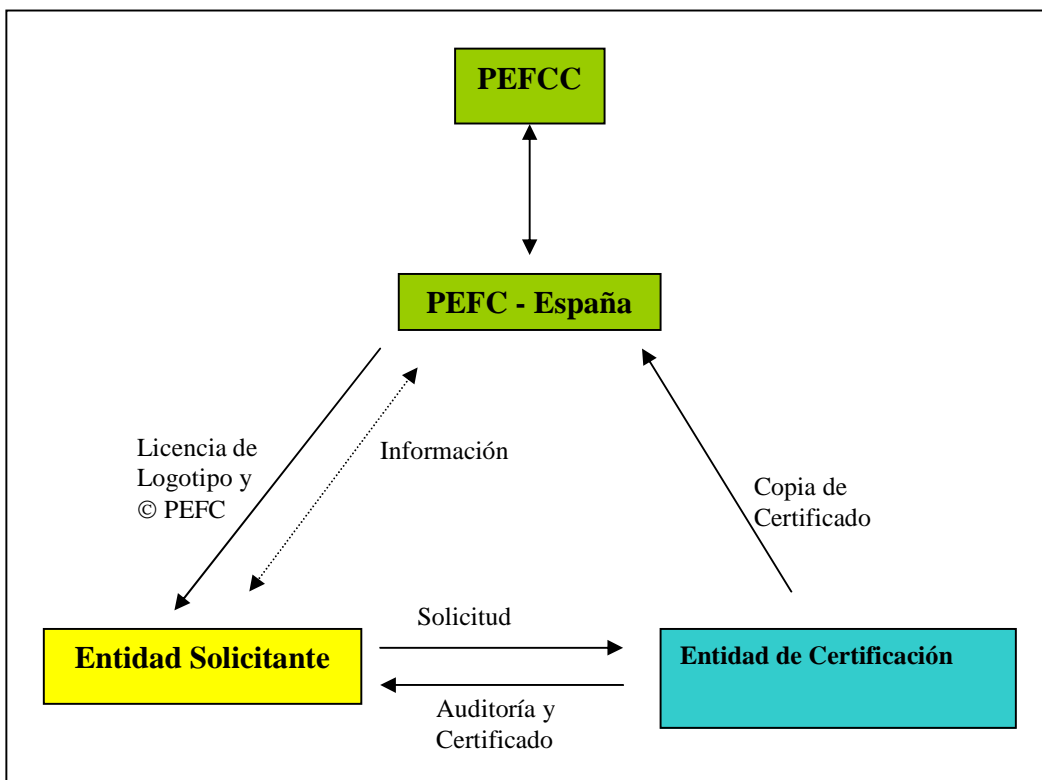 PEFCC
PEFC - España
Licencia de
Logotipo y
© PEFC
Información
Copia de
Certificado
Solicitud
Entidad Solicitante
Entidad de Certificación
Auditoría y
Certificado